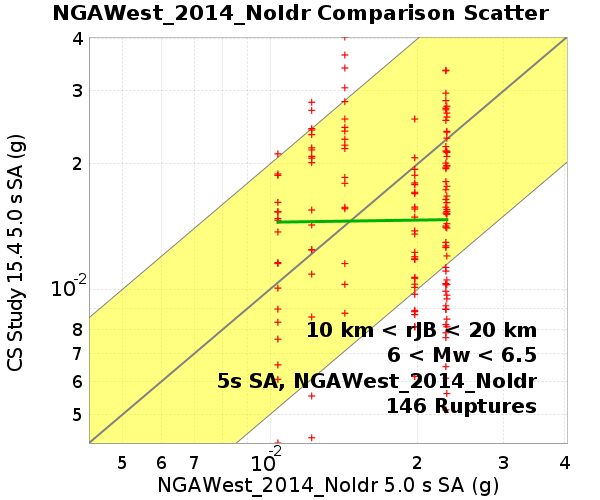 NGAWest_2014_NoIdr Comparison Scatter
CS Study 15.4 5.0 s SA (g)
4
3
2
10^-2
8
7
6
5
10 km < rJB < 20 km
6 < Mw < 6.5
5s SA, NGAWest_2014_NoIdr
146 Ruptures
5 6 7 10^-2 2 3 4
NGAWest_2014_NoIdr 5.0 s SA (g)